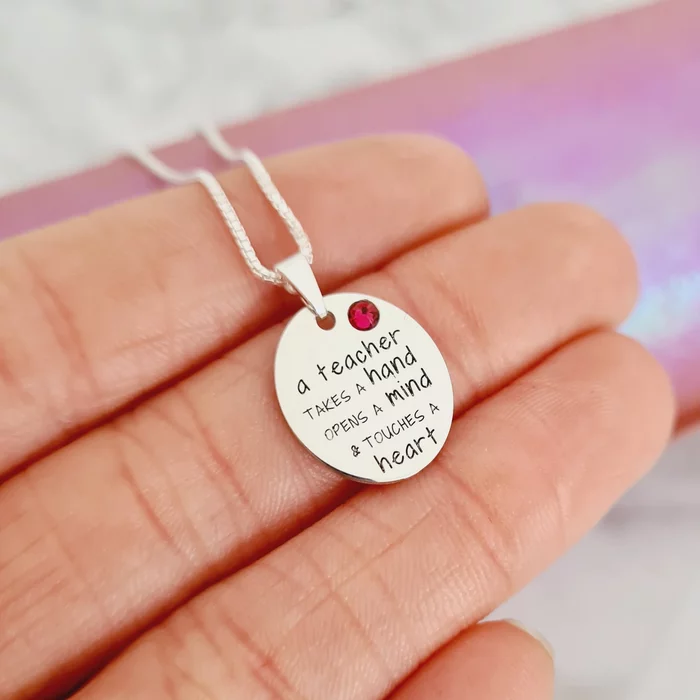 a teacher
TAKES A hand
OPENS A mind
& TOUCHES A
heart